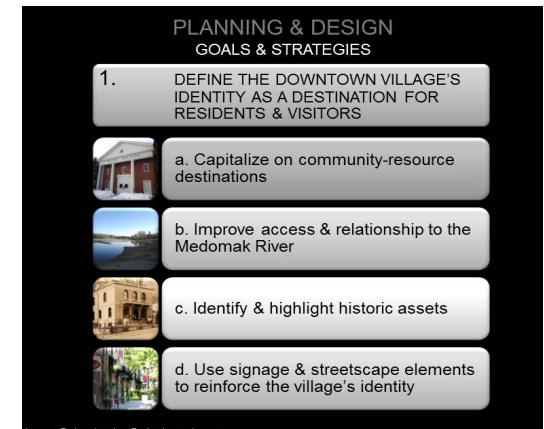 PLANNING & DESIGN
GOALS & STRATEGIES
1.
DEFINE THE DOWNTOWN VILLAGE'S
IDENTITY AS A DESTINATION FOR
RESIDENTS & VISITORS
a. Capitalize on community-resource
destinations
b. Improve access & relationship to the
Medomak River
c. Identify & highlight historic assets
d. Use signage & streetscape elements
to reinforce the village's identity